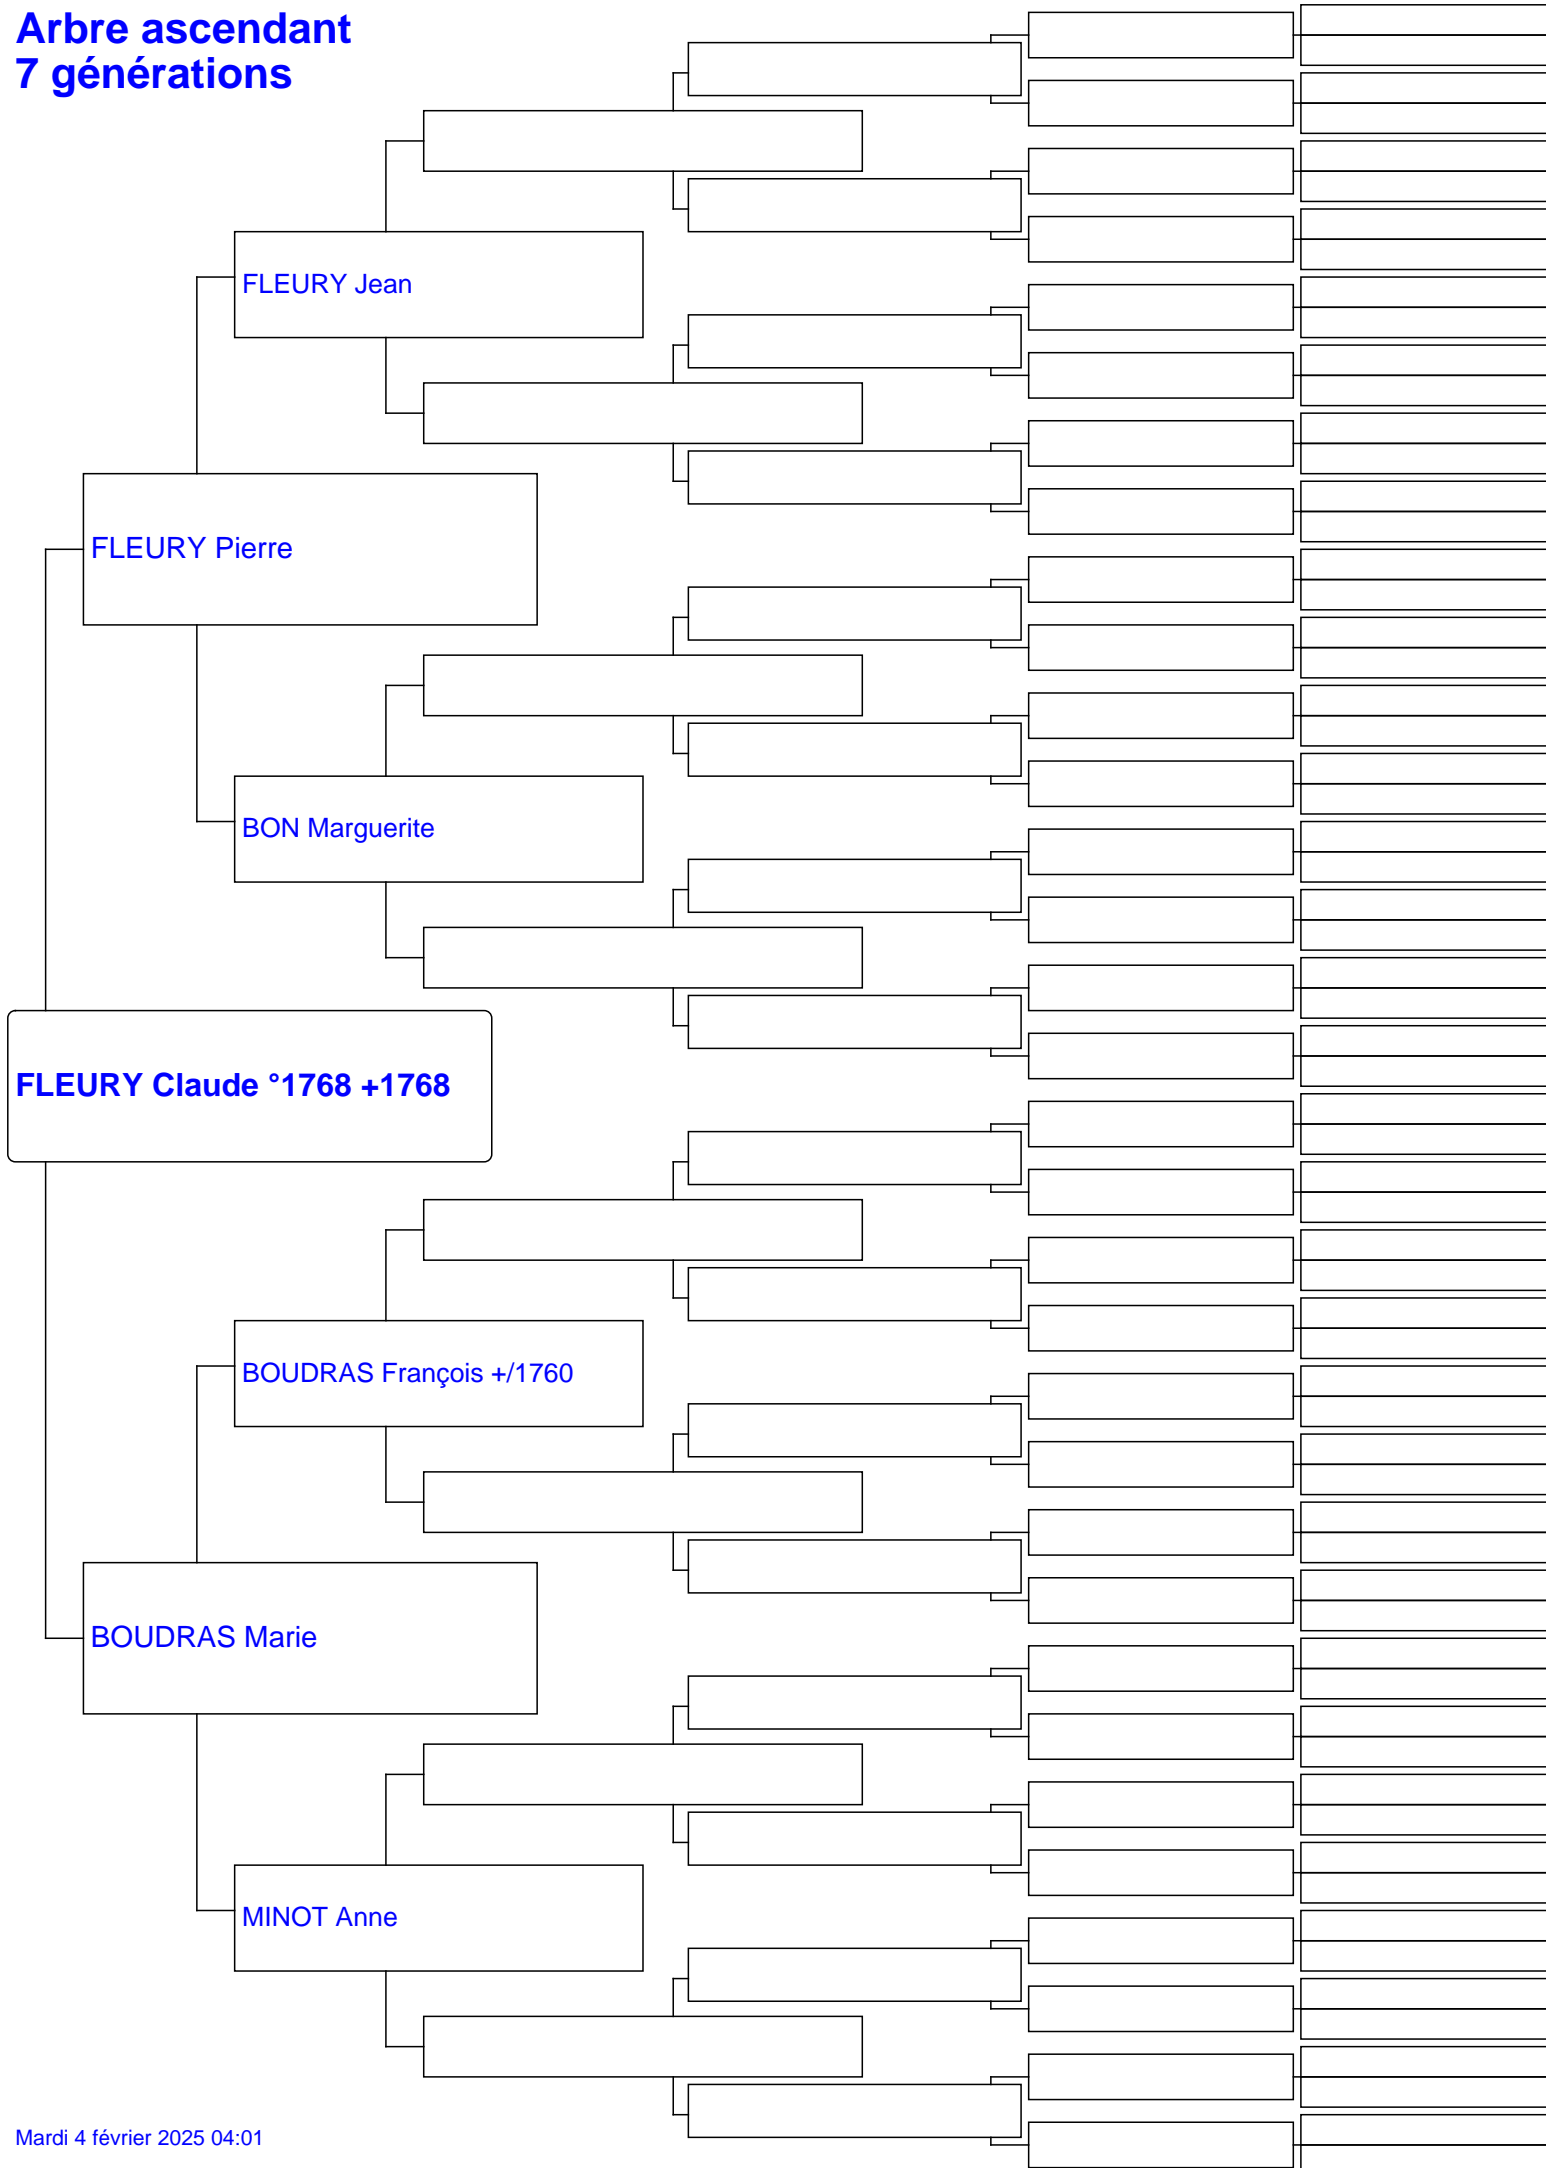 Arbre ascendant
7 générations
FLEURY Jean
FLEURY Pierre
BON Marguerite
FLEURY Claude °1768 +1768
BOUDRAS François +/1760
BOUDRAS Marie
MINOT Anne
Mardi 4 février 2025 04:01